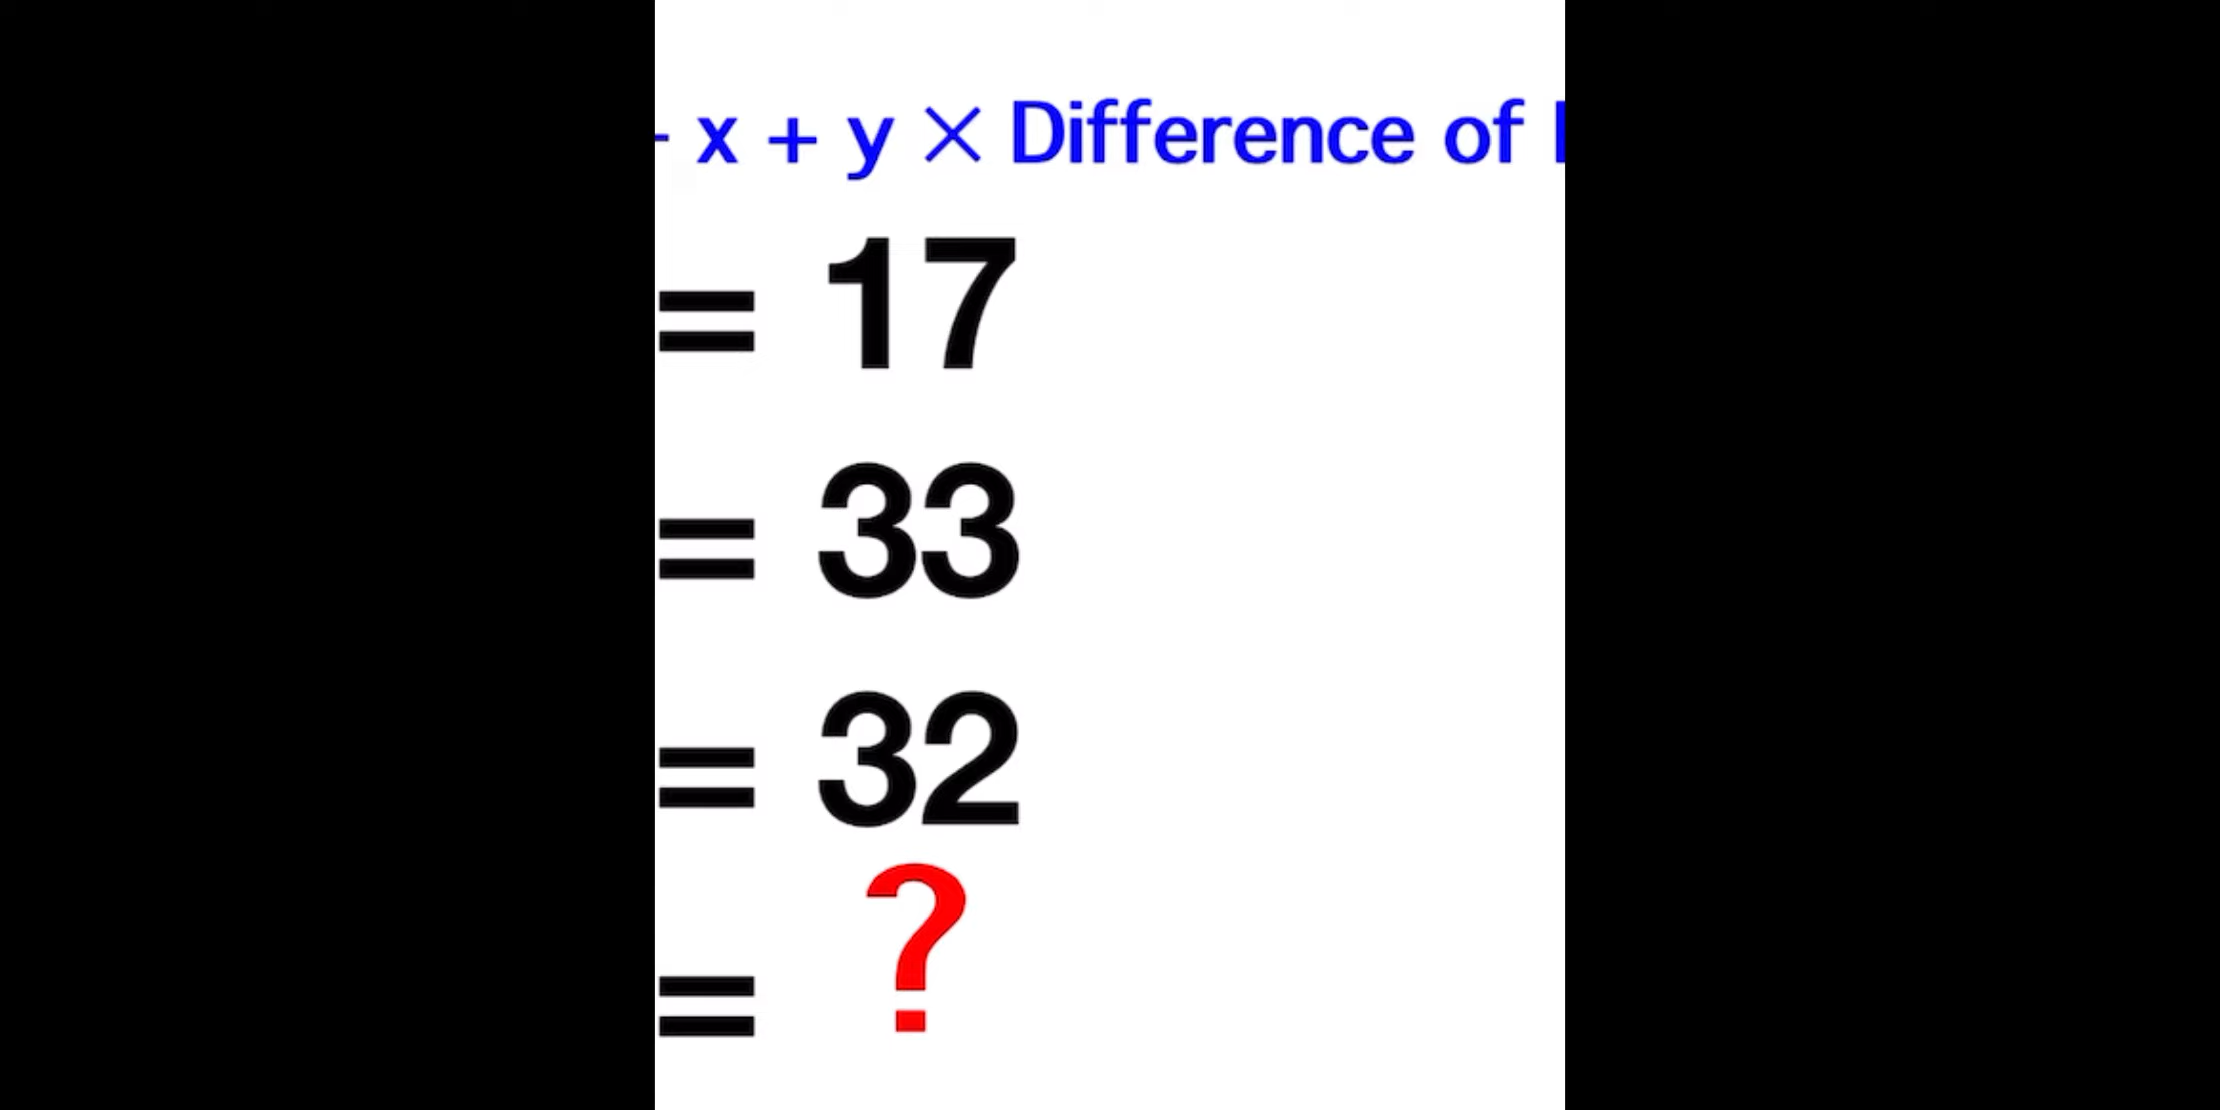 x + y × Difference of
= 17
= 33
= 32
= ?